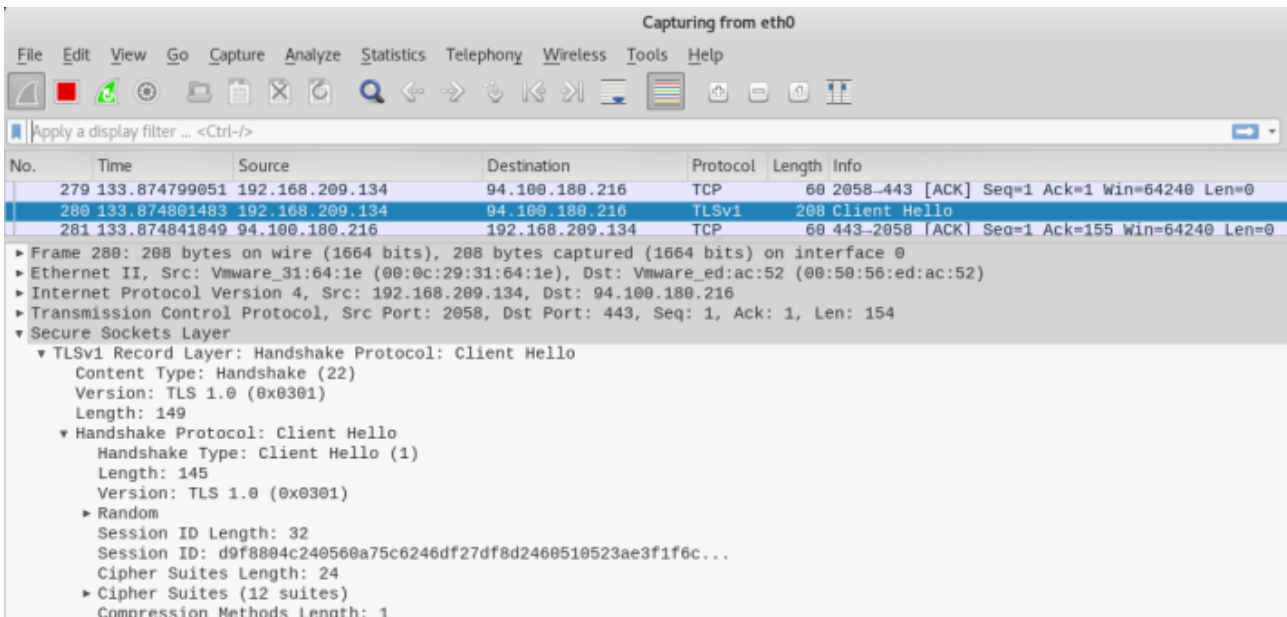 Capturing from eth0
File Edit View Go Capture Analyze Statistics Telephony Wireless Tools Help
Apply a display filter ... <Ctrl-/>
No. Time Source Destination Protocol Length Info
279 133.874799051 192.168.209.134 94.100.180.216 TCP 60 2058→443 [ACK] Seq=1 Ack=1 Win=64240 Len=0
280 133.874801483 192.168.209.134 94.100.180.216 TLSv1 208 Client Hello
281 133.874841849 94.100.180.216 192.168.209.134 TCP 60 443→2058 [ACK] Seq=1 Ack=155 Win=64240 Len=0
Frame 280: 208 bytes on wire (1664 bits), 208 bytes captured (1664 bits) on interface 0
Ethernet II, Src: Vmware_31:64:1e (00:0c:29:31:64:1e), Dst: Vmware_ed:ac:52 (00:50:56:ed:ac:52)
Internet Protocol Version 4, Src: 192.168.209.134, Dst: 94.100.180.216
Transmission Control Protocol, Src Port: 2058, Dst Port: 443, Seq: 1, Ack: 1, Len: 154
Secure Sockets Layer
TLSv1 Record Layer: Handshake Protocol: Client Hello
Content Type: Handshake (22)
Version: TLS 1.0 (0x0301)
Length: 149
Handshake Protocol: Client Hello
Handshake Type: Client Hello (1)
Length: 145
Version: TLS 1.0 (0x0301)
Random
Session ID Length: 32
Session ID: d9f8804c240560a75c6246df27df8d2460510523ae3f1f6c...
Cipher Suites Length: 24
Cipher Suites (12 suites)
Compression Methods Length: 1